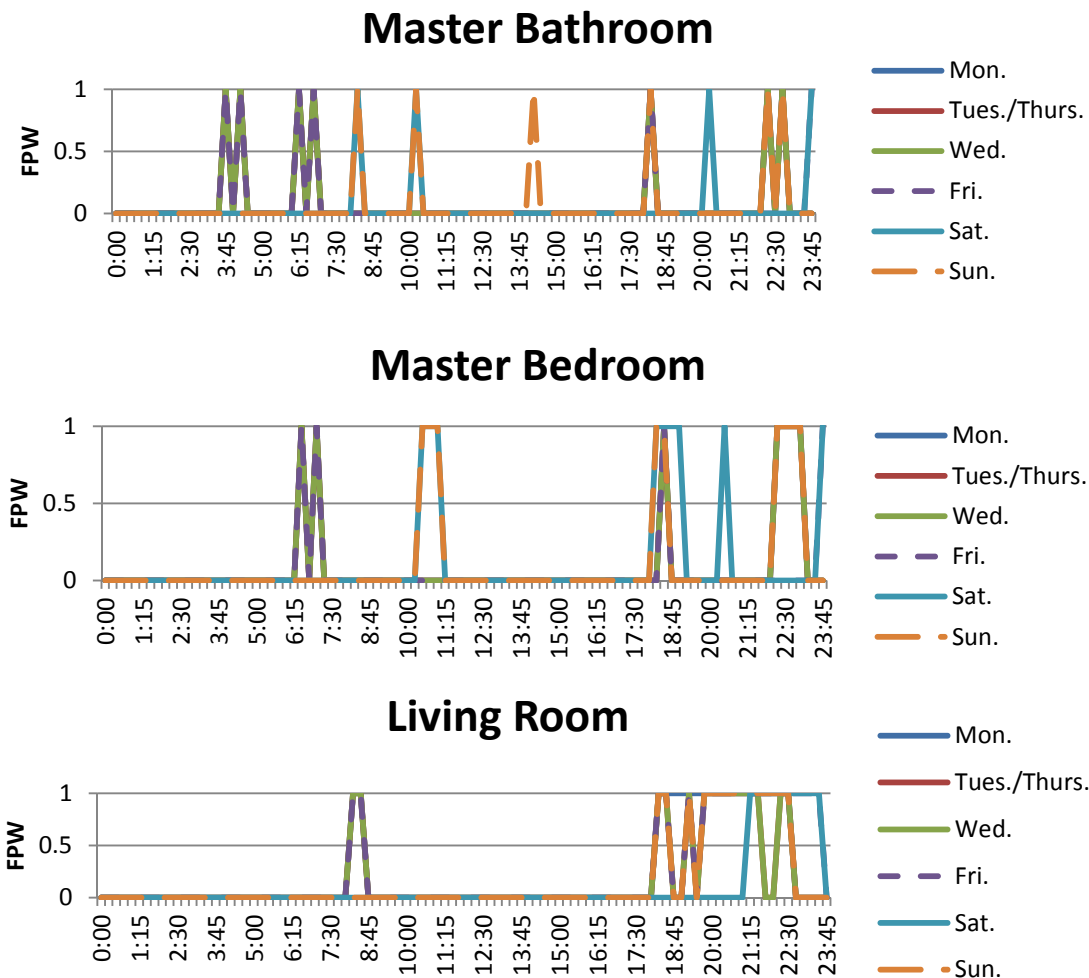 Master Bathroom
1
0.5
0
FPW
0:00 1:15 2:30 3:45 5:00 6:15 7:30 8:45 10:00 11:15 12:30 13:45 15:00 16:15 17:30 18:45 20:00 21:15 22:30 23:45
Mon.
Tues./Thurs.
Wed.
Fri.
Sat.
Sun.
Master Bedroom
1
0.5
0
FPW
0:00 1:15 2:30 3:45 5:00 6:15 7:30 8:45 10:00 11:15 12:30 13:45 15:00 16:15 17:30 18:45 20:00 21:15 22:30 23:45
Mon.
Tues./Thurs.
Wed.
Fri.
Sat.
Sun.
Living Room
1
0.5
0
FPW
0:00 1:15 2:30 3:45 5:00 6:15 7:30 8:45 10:00 11:15 12:30 13:45 15:00 16:15 17:30 18:45 20:00 21:15 22:30 23:45
Mon.
Tues./Thurs.
Wed.
Fri.
Sat.
Sun.